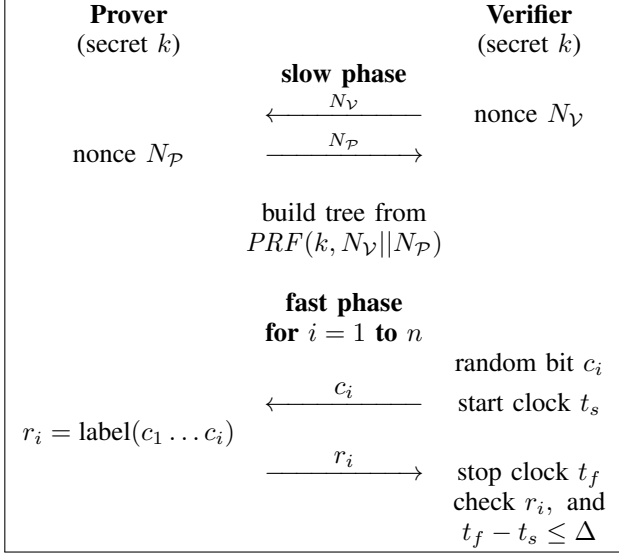 Prover Verifier
(secret k) (secret k)
slow phase
N_𝒱
nonce N_𝒱
N_𝒫
nonce N_𝒫
build tree from
PRF(k, N_𝒱||N_𝒫)
fast phase
for i = 1 to n
random bit c_i
c_i
start clock t_s
r_i = label(c_1 … c_i)
r_i
stop clock t_f
check r_i, and
t_f − t_s ≤ Δ